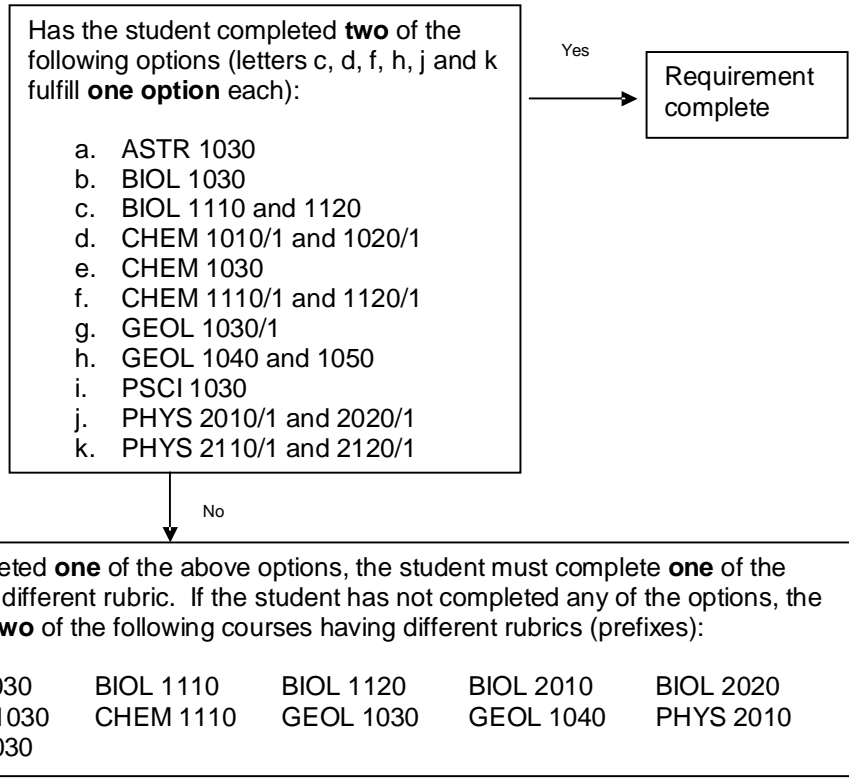 Has the student completed two of the
following options (letters c, d, f, h, j and k
fulfill one option each):
Yes
Requirement
complete
a. ASTR 1030
b. BIOL 1030
c. BIOL 1110 and 1120
d. CHEM 1010/1 and 1020/1
e. CHEM 1030
f. CHEM 1110/1 and 1120/1
g. GEOL 1030/1
h. GEOL 1040 and 1050
i. PSCI 1030
j. PHYS 2010/1 and 2020/1
k. PHYS 2110/1 and 2120/1
No
one of the above options, the student must complete one of the
different rubric. If the student has not completed any of the options, the
of the following courses having different rubrics (prefixes):
BIOL 1110 BIOL 1120 BIOL 2010 BIOL 2020
1030 CHEM 1110 GEOL 1030 GEOL 1040 PHYS 2010